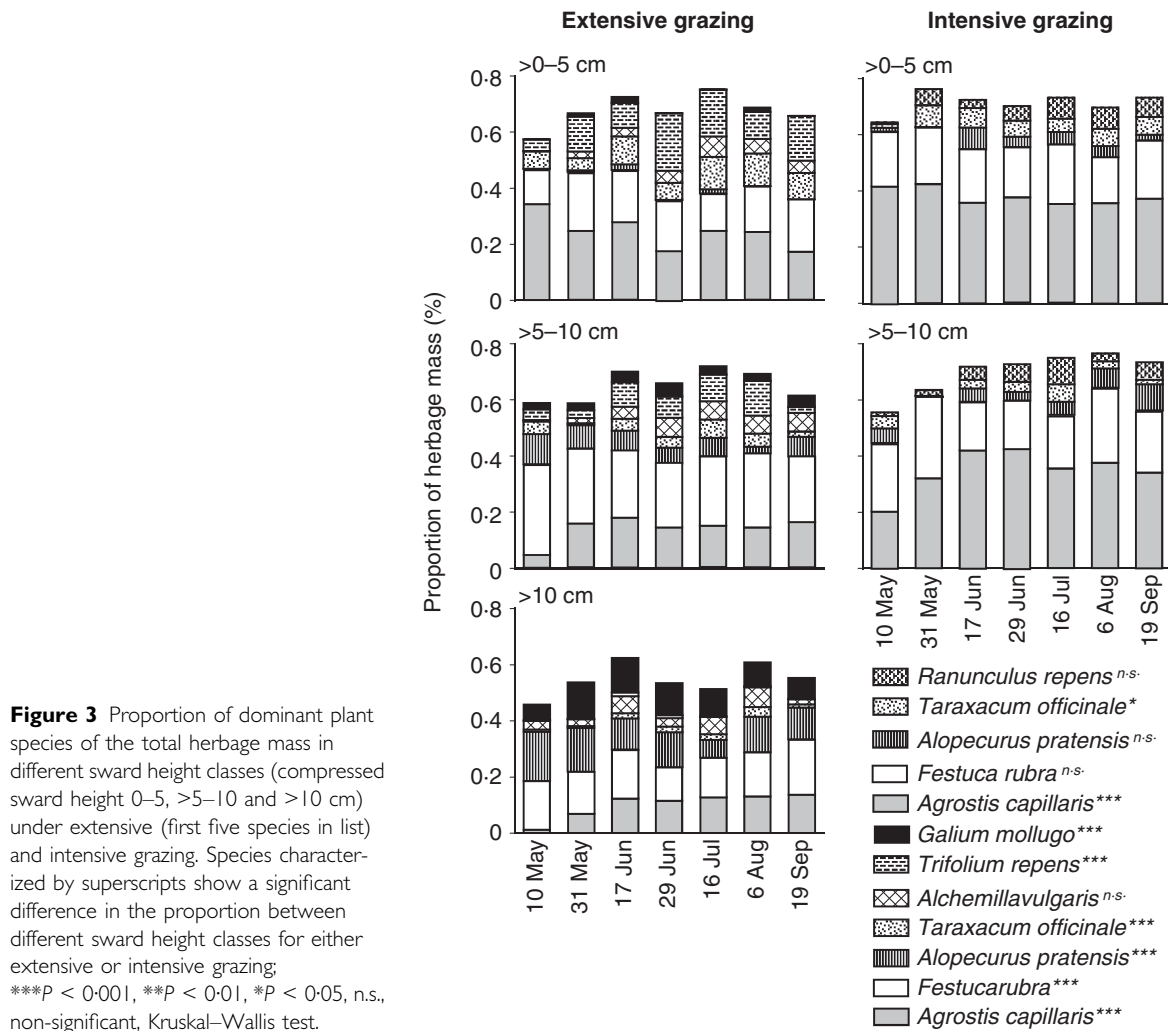 Extensive grazing
Intensive grazing
>0–5 cm
>0–5 cm
0·8
0·6
0·4
0·2
0
>5–10 cm
>5–10 cm
0·8
0·6
0·4
0·2
0
>10 cm
0·8
0·6
0·4
0·2
0
Proportion of herbage mass (%)
10 May
31 May
17 Jun
29 Jun
16 Jul
6 Aug
19 Sep
10 May
31 May
17 Jun
29 Jun
16 Jul
6 Aug
19 Sep
Ranunculus repens n·s·
Taraxacum officinale*
Alopecurus pratensis n·s·
Festuca rubra n·s·
Agrostis capillaris***
Galium mollugo***
Trifolium repens***
Alchemillavulgaris n·s·
Taraxacum officinale***
Alopecurus pratensis***
Festucarubra***
Agrostis capillaris***
Figure 3 Proportion of dominant plant
species of the total herbage mass in
different sward height classes (compressed
sward height 0–5, >5–10 and >10 cm)
under extensive (first five species in list)
and intensive grazing. Species character-
ized by superscripts show a significant
difference in the proportion between
different sward height classes for either
extensive or intensive grazing;
***P < 0·001, **P < 0·01, *P < 0·05, n.s.,
non-significant, Kruskal–Wallis test.